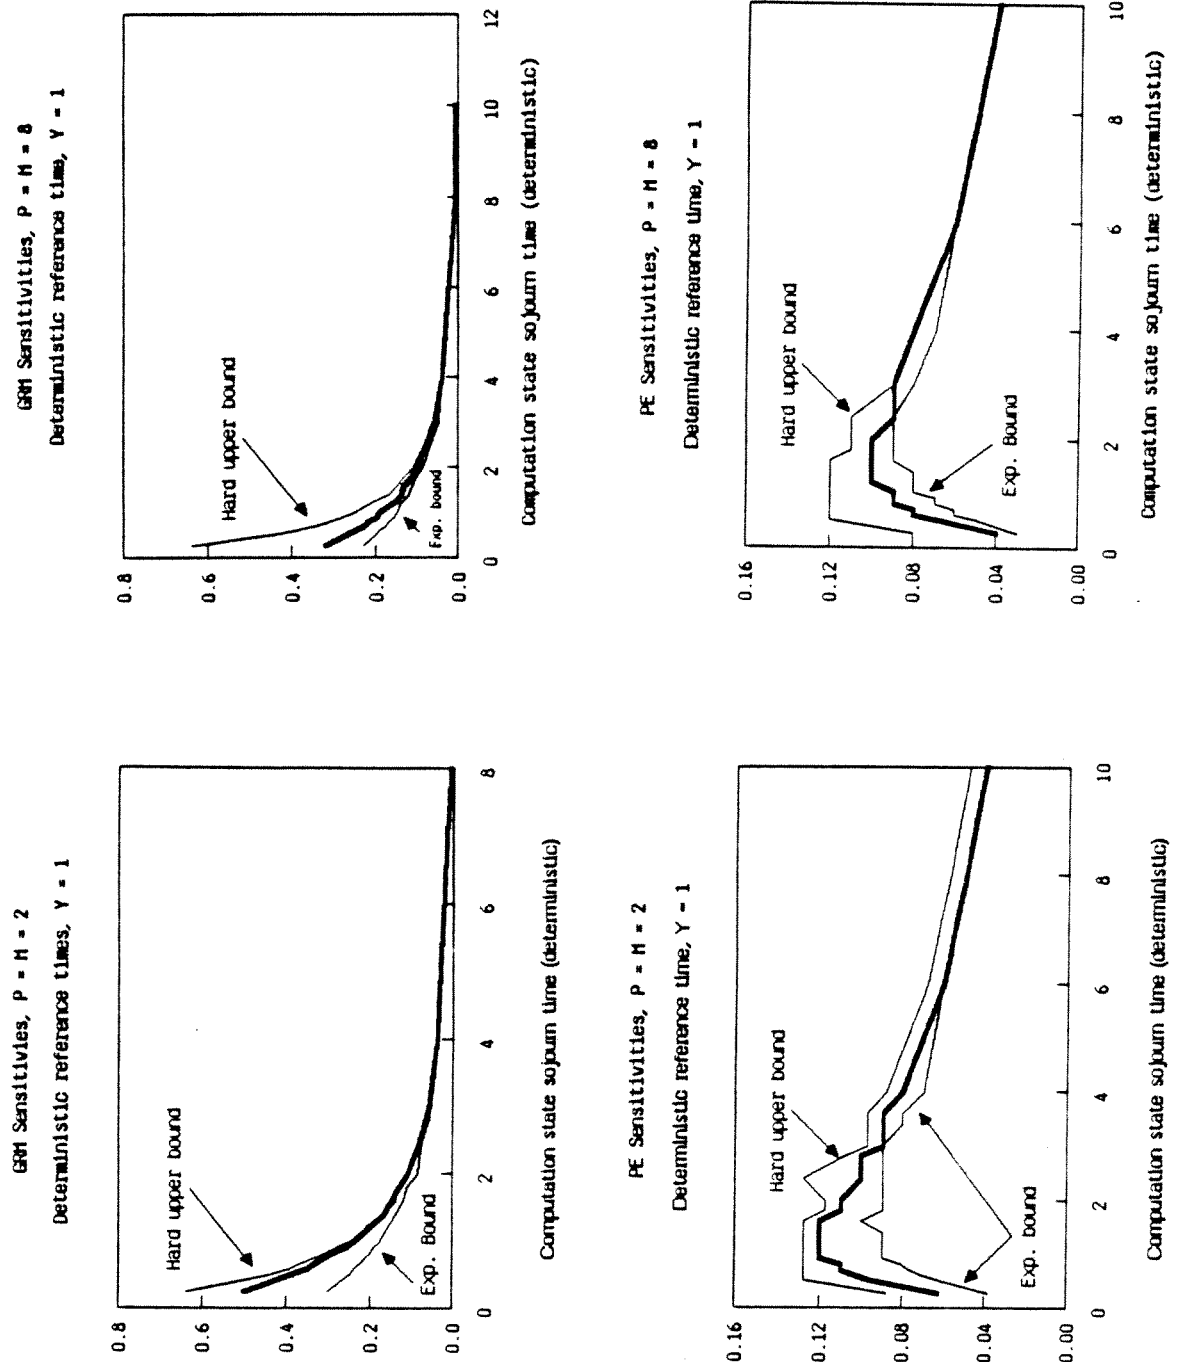 GRM Sensitivies, P = M = 2
Deterministic reference times, Y = 1
0.8
0.6
0.4
0.2
0.0
Hard upper bound
Exp. Bound
0 2 4 6 8
Computation state sojourn time (deterministic)
GRM Sensitivities, P = M = 8
Deterministic reference time, Y = 1
0.8
0.6
0.4
0.2
0.0
Hard upper bound
Exp. bound
0 2 4 6 8 10 12
Computation state sojourn time (deterministic)
PE Sensitivities, P = M = 2
Deterministic reference time, Y = 1
0.16
0.12
0.08
0.04
0.00
Hard upper bound
Exp. bound
0 2 4 6 8 10
Computation state sojourn time (deterministic)
PE Sensitivities, P = M = 8
Deterministic reference time, Y = 1
0.16
0.12
0.08
0.04
0.00
Hard upper bound
Exp. Bound
0 2 4 6 8 10
Computation state sojourn time (deterministic)